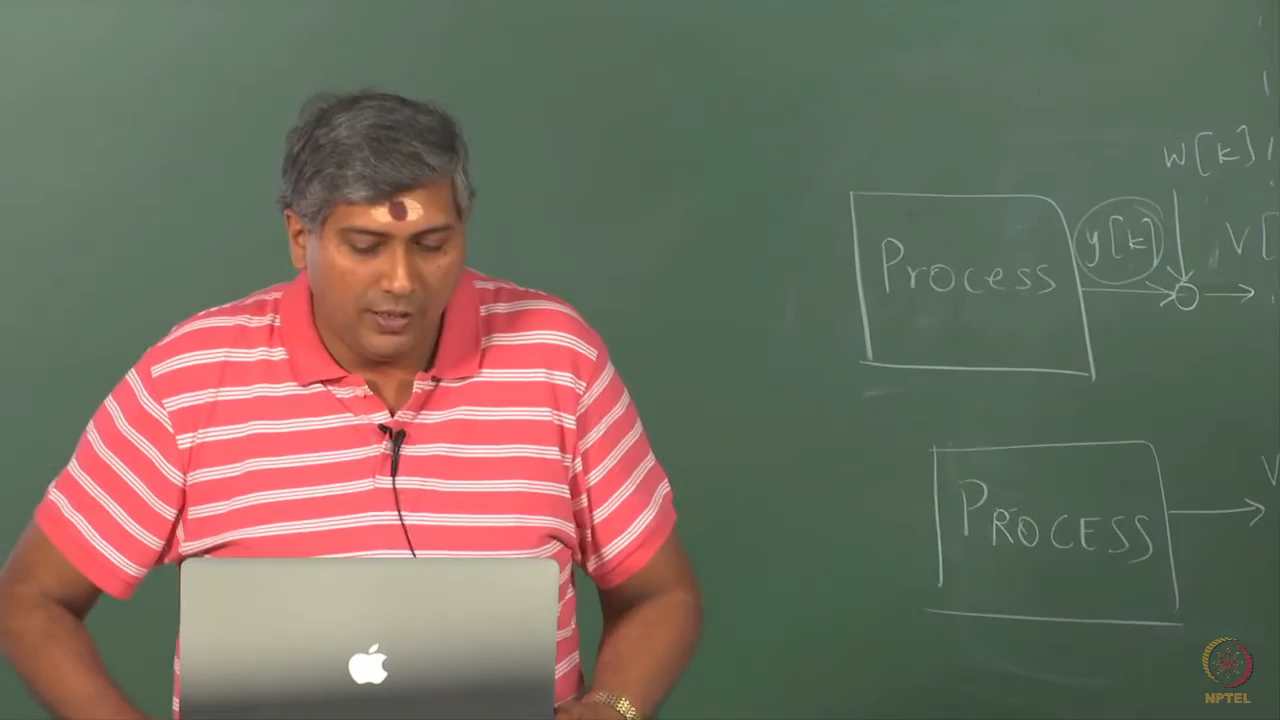 w[k]
Process
y[k]
v[
PROCESS
v
NPTEL